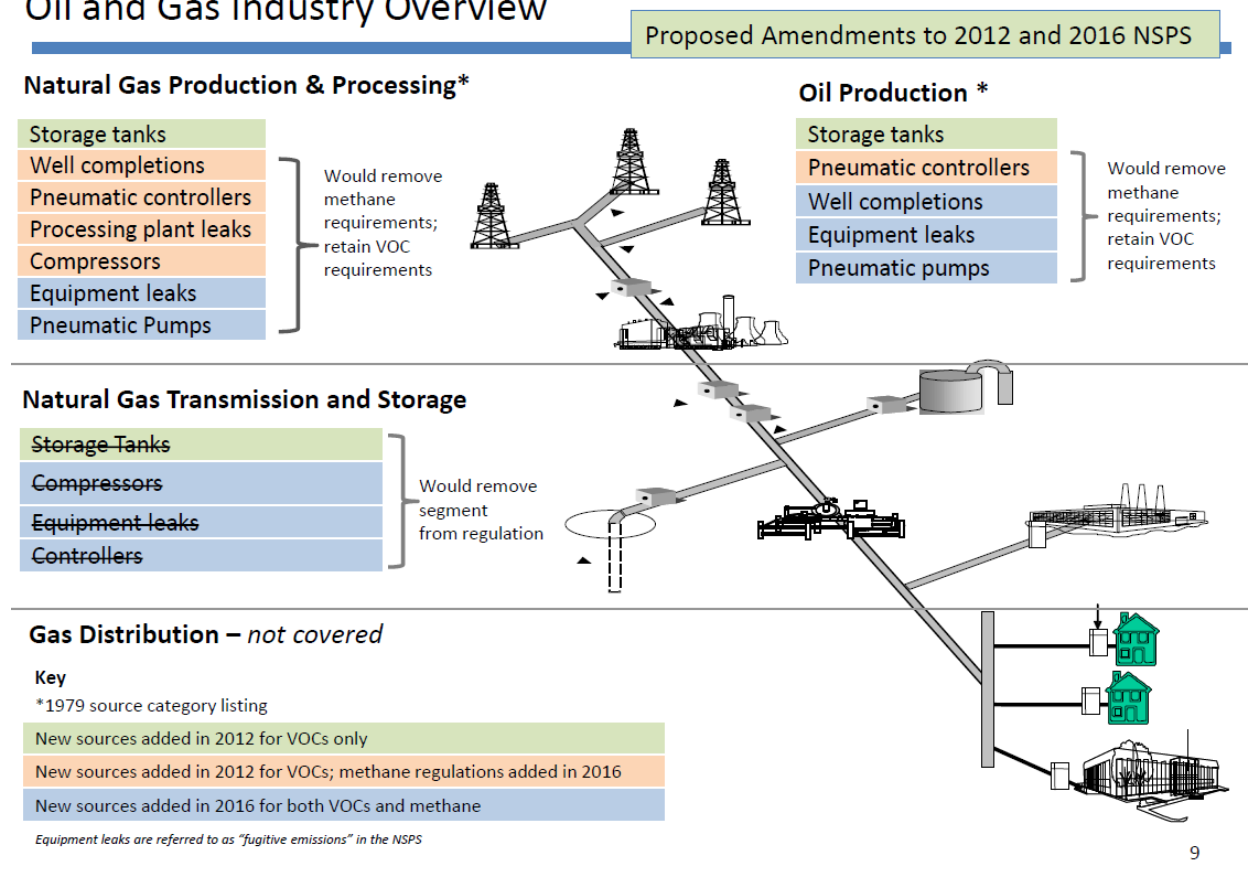 Oil and Gas Industry Overview
Proposed Amendments to 2012 and 2016 NSPS
Natural Gas Production & Processing*
Storage tanks
Well completions
Pneumatic controllers
Processing plant leaks
Compressors
Equipment leaks
Pneumatic Pumps
Would remove
methane
requirements;
retain VOC
requirements
Oil Production *
Storage tanks
Pneumatic controllers
Well completions
Equipment leaks
Pneumatic pumps
Would remove
methane
requirements;
retain VOC
requirements
Natural Gas Transmission and Storage
Storage Tanks
Compressors
Equipment leaks
Controllers
Would remove
segment
from regulation
Gas Distribution – not covered
Key
*1979 source category listing
New sources added in 2012 for VOCs only
New sources added in 2012 for VOCs; methane regulations added in 2016
New sources added in 2016 for both VOCs and methane
Equipment leaks are referred to as “fugitive emissions” in the NSPS
9